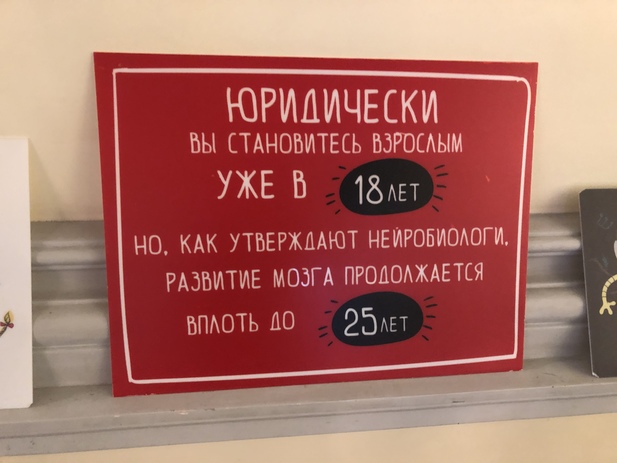 ЮРИДИЧЕСКИ
ВЫ СТАНОВИТЕСЬ ВЗРОСЛЫМ
УЖЕ В 18 ЛЕТ
НО, КАК УТВЕРЖДАЮТ НЕЙРОБИОЛОГИ,
РАЗВИТИЕ МОЗГА ПРОДОЛЖАЕТСЯ
ВПЛОТЬ ДО 25 ЛЕТ